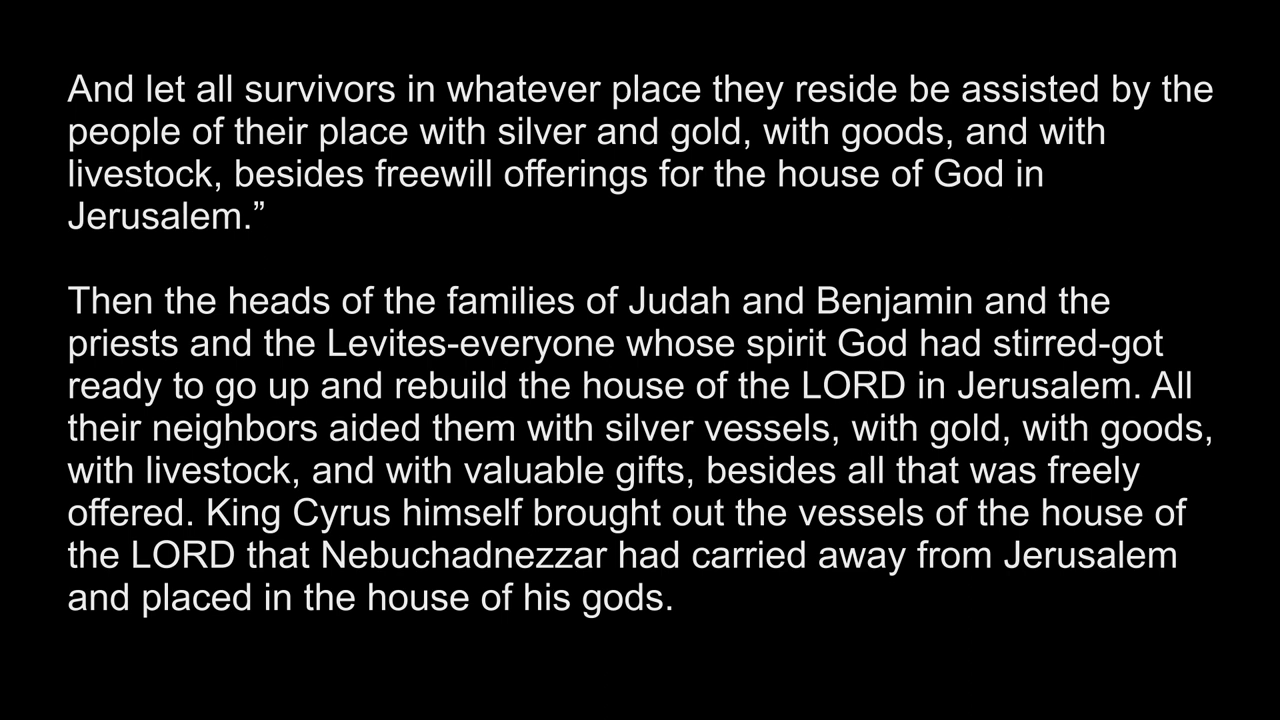 And let all survivors in whatever place they reside be assisted by the
people of their place with silver and gold, with goods, and with
livestock, besides freewill offerings for the house of God in
Jerusalem.”
Then the heads of the families of Judah and Benjamin and the
priests and the Levites-everyone whose spirit God had stirred-got
ready to go up and rebuild the house of the LORD in Jerusalem. All
their neighbors aided them with silver vessels, with gold, with goods,
with livestock, and with valuable gifts, besides all that was freely
offered. King Cyrus himself brought out the vessels of the house of
the LORD that Nebuchadnezzar had carried away from Jerusalem
and placed in the house of his gods.